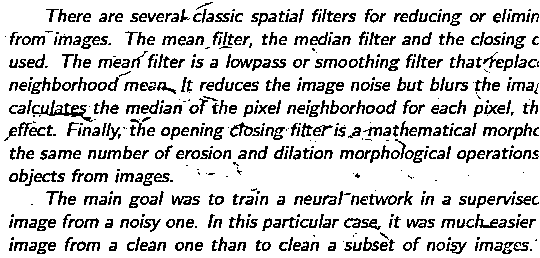 There are several classic spatial filters for reducing or elimin
from images. The mean filter, the median filter and the closing o
used. The mean filter is a lowpass or smoothing filter that replac
neighborhood mean. It reduces the image noise but blurs the imag
calculates the median of the pixel neighborhood for each pixel, th
effect. Finally, the opening closing filter is a mathematical morpho
the same number of erosion and dilation morphological operations
objects from images.
The main goal was to train a neural network in a supervised
image from a noisy one. In this particular case, it was much easier
image from a clean one than to clean a subset of noisy images.